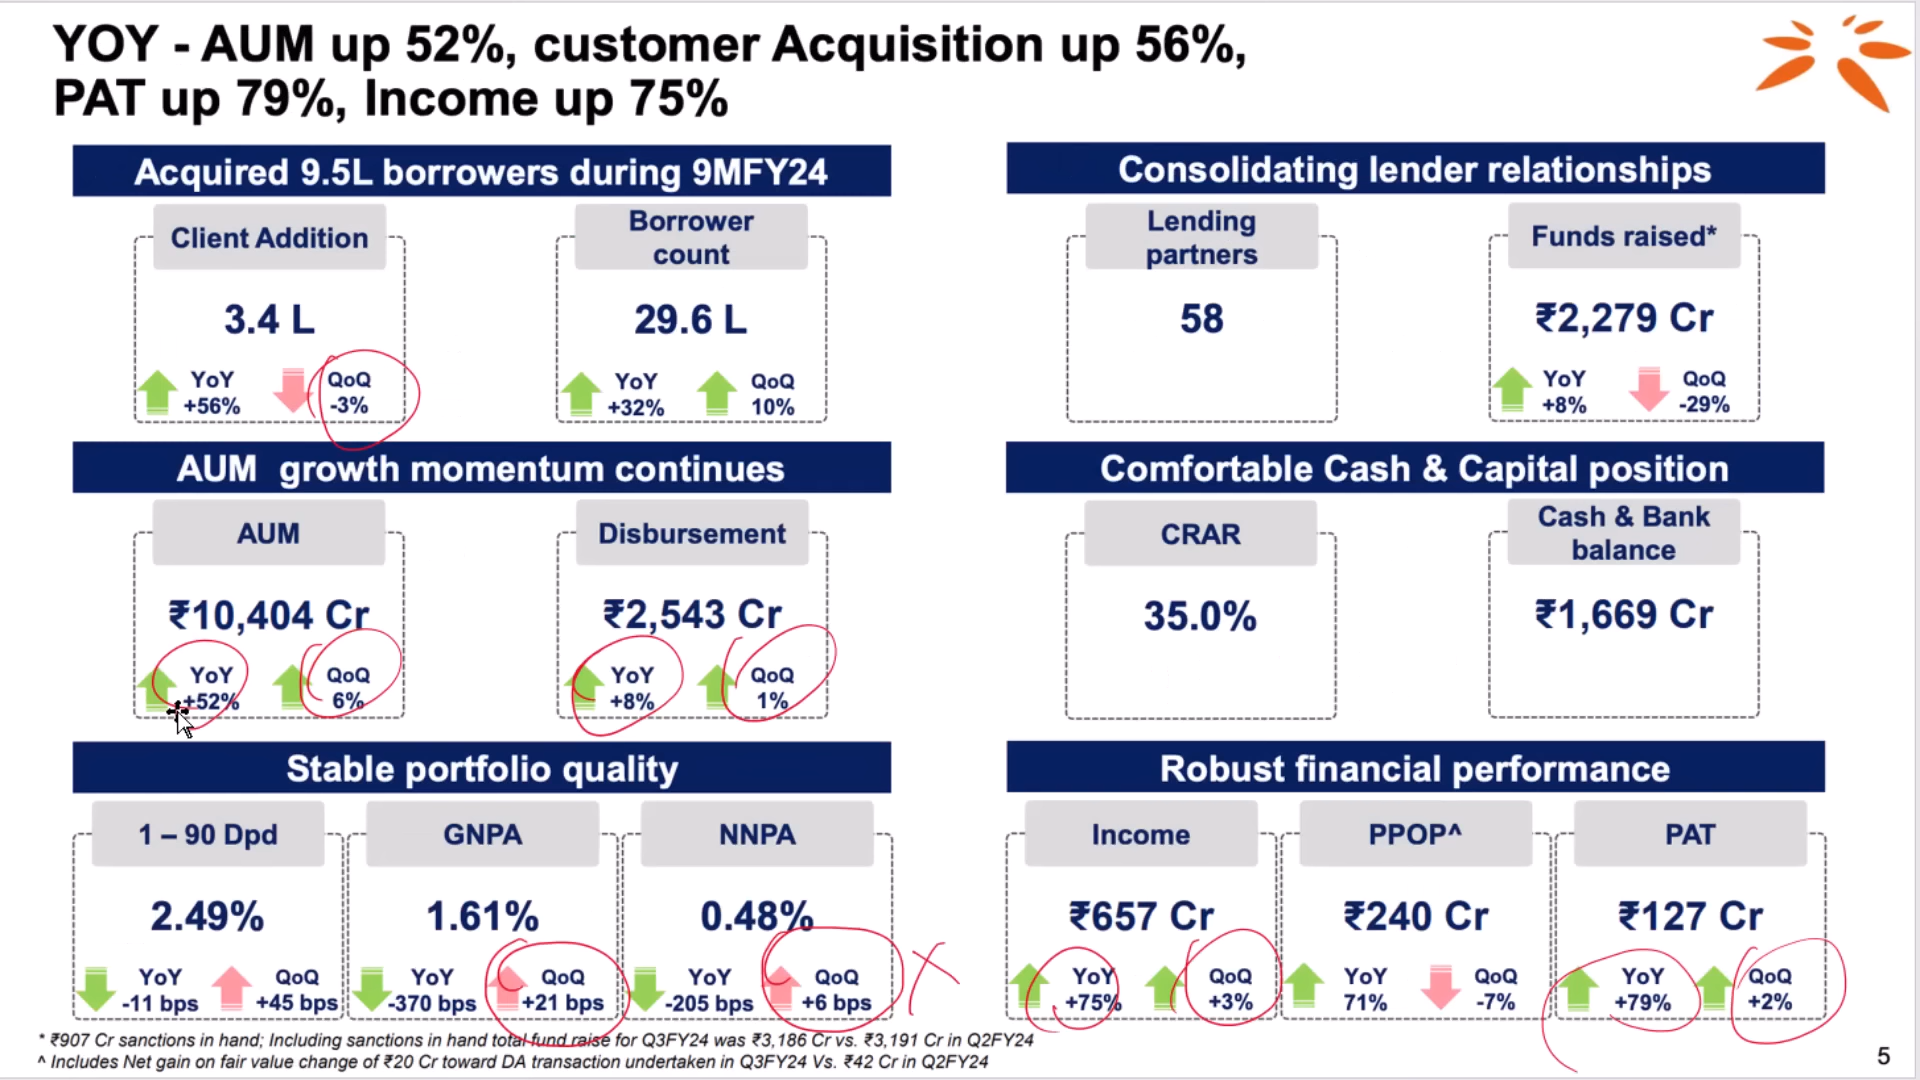 YOY - AUM up 52%, customer Acquisition up 56%,
PAT up 79%, Income up 75%
Acquired 9.5L borrowers during 9MFY24
Client Addition
3.4 L
YoY
+56%
QoQ
-3%
Borrower
count
29.6 L
YoY
+32%
QoQ
10%
Consolidating lender relationships
Lending
partners
58
Funds raised*
₹2,279 Cr
YoY
+8%
QoQ
-29%
AUM growth momentum continues
AUM
₹10,404 Cr
YoY
+52%
QoQ
6%
Disbursement
₹2,543 Cr
YoY
+8%
QoQ
1%
Comfortable Cash & Capital position
CRAR
35.0%
Cash & Bank
balance
₹1,669 Cr
Stable portfolio quality
1 – 90 Dpd
2.49%
YoY
-11 bps
QoQ
+45 bps
GNPA
1.61%
YoY
-370 bps
QoQ
+21 bps
NNPA
0.48%
YoY
-205 bps
QoQ
+6 bps
Robust financial performance
Income
₹657 Cr
YoY
+75%
QoQ
+3%
PPOP^
₹240 Cr
YoY
71%
QoQ
-7%
PAT
₹127 Cr
YoY
+79%
QoQ
+2%
* ₹907 Cr sanctions in hand; Including sanctions in hand total fund raise for Q3FY24 was ₹3,186 Cr vs. ₹3,191 Cr in Q2FY24
^ Includes Net gain on fair value change of ₹20 Cr toward DA transaction undertaken in Q3FY24 Vs. ₹42 Cr in Q2FY24
5